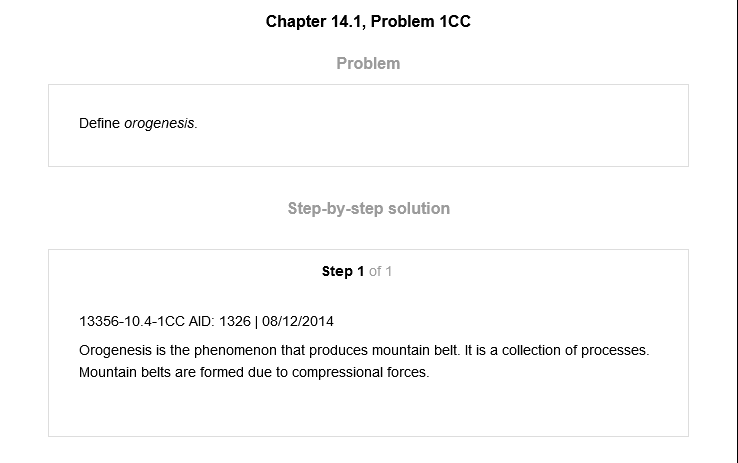 Chapter 14.1, Problem 1CC
Problem
Define orogenesis.
Step-by-step solution
Step 1 of 1
13356-10.4-1CC AID: 1326 | 08/12/2014
Orogenesis is the phenomenon that produces mountain belt. It is a collection of processes.
Mountain belts are formed due to compressional forces.